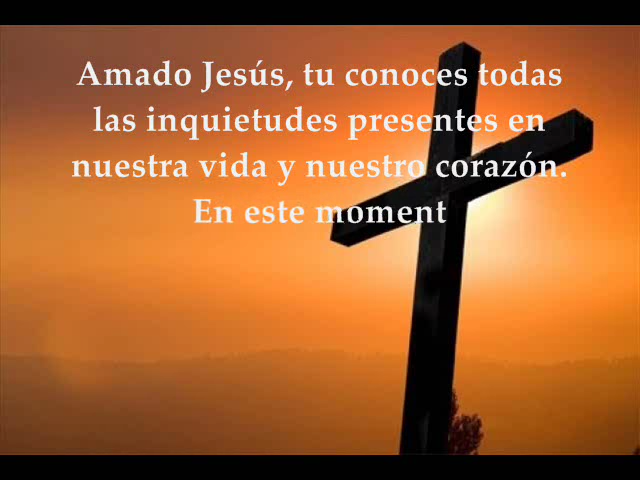 Amado Jesús, tu conoces todas
las inquietudes presentes en
nuestra vida y nuestro corazón.
En este moment